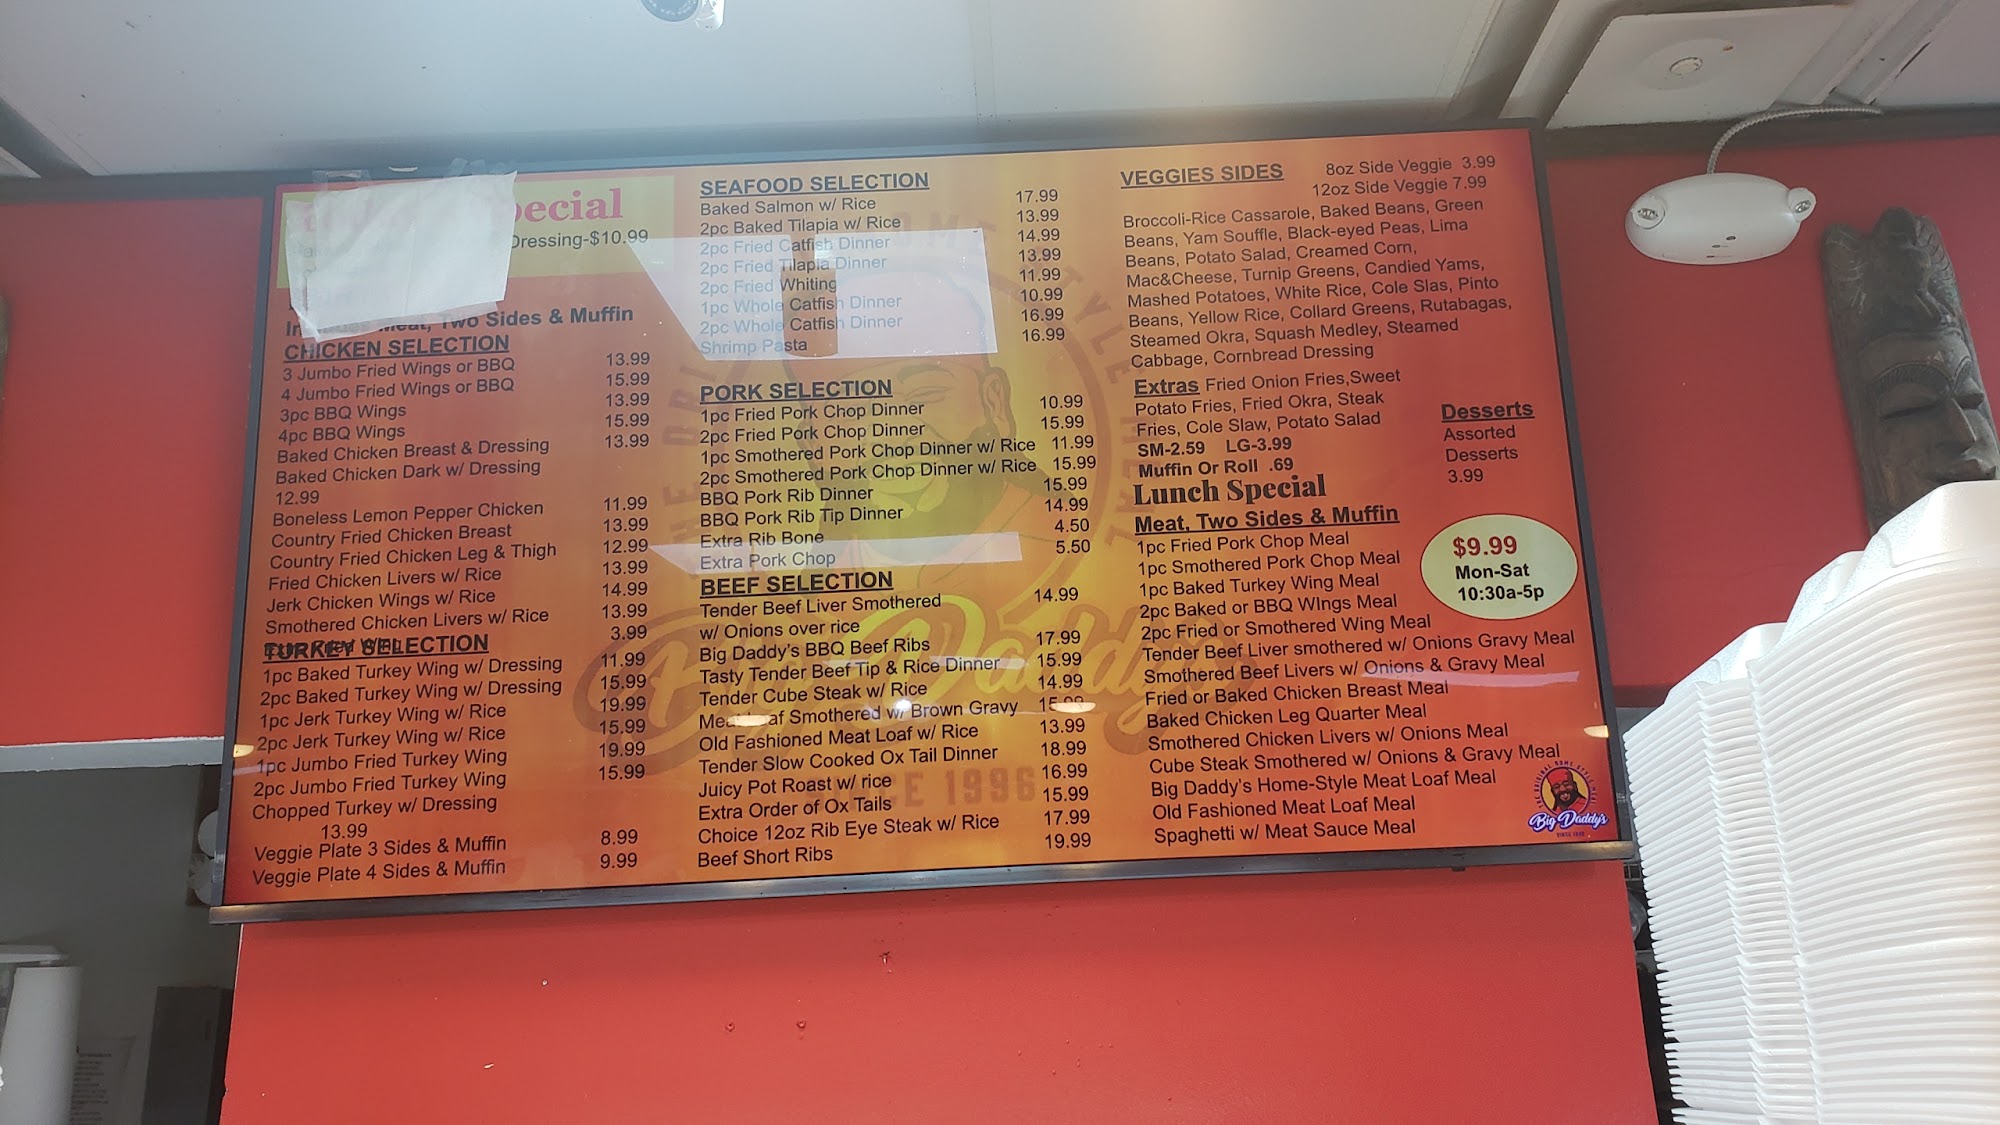 pecial
Dressing-$10.99
Meat, Two Sides & Muffin
CHICKEN SELECTION
3 Jumbo Fried Wings or BBQ 13.99
4 Jumbo Fried Wings or BBQ 15.99
3pc BBQ Wings 13.99
4pc BBQ Wings 15.99
Baked Chicken Breast & Dressing 13.99
Baked Chicken Dark w/ Dressing
12.99
Boneless Lemon Pepper Chicken 11.99
Country Fried Chicken Breast 13.99
Country Fried Chicken Leg & Thigh 12.99
Fried Chicken Livers w/ Rice 13.99
Jerk Chicken Wings w/ Rice 14.99
Smothered Chicken Livers w/ Rice 13.99
Extra Fried Wing 3.99
TURKEY SELECTION
1pc Baked Turkey Wing w/ Dressing 11.99
2pc Baked Turkey Wing w/ Dressing 15.99
1pc Jerk Turkey Wing w/ Rice 19.99
2pc Jerk Turkey Wing w/ Rice 15.99
1pc Jumbo Fried Turkey Wing 19.99
2pc Jumbo Fried Turkey Wing 15.99
Chopped Turkey w/ Dressing
13.99
Veggie Plate 3 Sides & Muffin 8.99
Veggie Plate 4 Sides & Muffin 9.99
SEAFOOD SELECTION
Baked Salmon w/ Rice 17.99
2pc Baked Tilapia w/ Rice 13.99
2pc Fried Catfish Dinner 14.99
2pc Fried Tilapia Dinner 13.99
2pc Fried Whiting 11.99
1pc Whole Catfish Dinner 10.99
2pc Whole Catfish Dinner 16.99
Shrimp Pasta 16.99
PORK SELECTION
1pc Fried Pork Chop Dinner 10.99
2pc Fried Pork Chop Dinner 15.99
1pc Smothered Pork Chop Dinner w/ Rice 11.99
2pc Smothered Pork Chop Dinner w/ Rice 15.99
BBQ Pork Rib Dinner 15.99
BBQ Pork Rib Tip Dinner 14.99
Extra Rib Bone 4.50
Extra Pork Chop 5.50
BEEF SELECTION
Tender Beef Liver Smothered 14.99
w/ Onions over rice
Big Daddy's BBQ Beef Ribs 17.99
Tasty Tender Beef Tip & Rice Dinner 15.99
Tender Cube Steak w/ Rice 14.99
Meat Loaf Smothered w/ Brown Gravy 15.99
Old Fashioned Meat Loaf w/ Rice 13.99
Tender Slow Cooked Ox Tail Dinner 18.99
Juicy Pot Roast w/ rice 16.99
Extra Order of Ox Tails 15.99
Choice 12oz Rib Eye Steak w/ Rice 17.99
Beef Short Ribs 19.99
VEGGIES SIDES 8oz Side Veggie 3.99
12oz Side Veggie 7.99
Broccoli-Rice Cassarole, Baked Beans, Green
Beans, Yam Souffle, Black-eyed Peas, Lima
Beans, Potato Salad, Creamed Corn,
Mac&Cheese, Turnip Greens, Candied Yams,
Mashed Potatoes, White Rice, Cole Slas, Pinto
Beans, Yellow Rice, Collard Greens, Rutabagas,
Steamed Okra, Squash Medley, Steamed
Cabbage, Cornbread Dressing
Extras Fried Onion Fries,Sweet
Potato Fries, Fried Okra, Steak
Fries, Cole Slaw, Potato Salad
SM-2.59 LG-3.99
Muffin Or Roll .69
Desserts
Assorted
Desserts
3.99
Lunch Special
Meat, Two Sides & Muffin
1pc Fried Pork Chop Meal
1pc Smothered Pork Chop Meal
1pc Baked Turkey Wing Meal
2pc Baked or BBQ WIngs Meal
2pc Fried or Smothered Wing Meal
Tender Beef Liver smothered w/ Onions Gravy Meal
Smothered Beef Livers w/ Onions & Gravy Meal
Fried or Baked Chicken Breast Meal
Baked Chicken Leg Quarter Meal
Smothered Chicken Livers w/ Onions Meal
Cube Steak Smothered w/ Onions & Gravy Meal
Big Daddy's Home-Style Meat Loaf Meal
Old Fashioned Meat Loaf Meal
Spaghetti w/ Meat Sauce Meal
$9.99
Mon-Sat
10:30a-5p
Big Daddy's
SINCE 1996